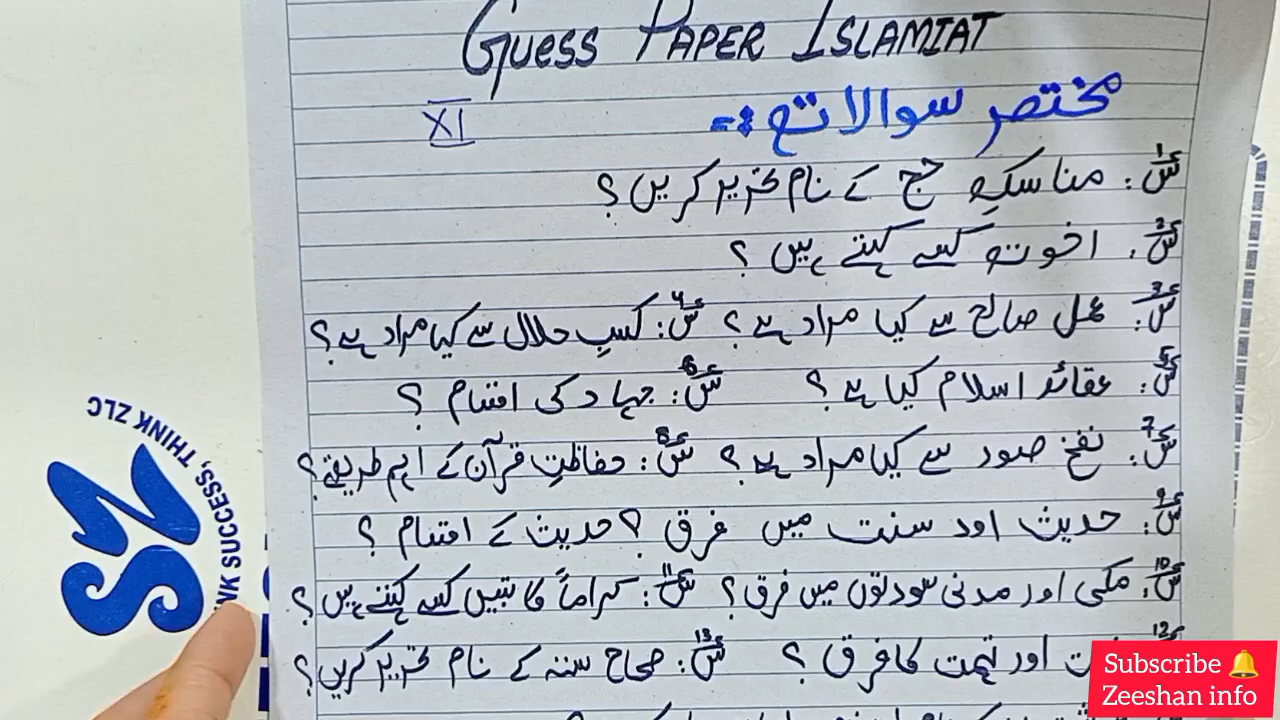 GUESS PAPER ISLAMIAT
XI
مختصر سوالات :-
س1: مناسکِ حج کے نام تحریر کریں؟
س2: اخوت کسے کہتے ہیں؟
س3: عمل صالح سے کیا مراد ہے؟ س4: کسبِ حلال سے کیا مراد ہے؟
س5: عقائد اسلام کیا ہے؟ س6: جہاد کی اقسام؟
س7: نفخ صور سے کیا مراد ہے؟ س8: حفاظتِ قرآن کے اہم طریقے؟
س9: حدیث اور سنت میں فرق؟ حدیث کے اقسام؟
س10: مکی اور مدنی سورتوں میں فرق؟ س11: کراماً کاتبین کسے کہتے ہیں؟
س12: اور تہمت کا فرق؟ س13: صحاح ستہ کے نام تحریر کریں؟
THINK SUCCESS, THINK ZLC
Subscribe 🔔
Zeeshan info